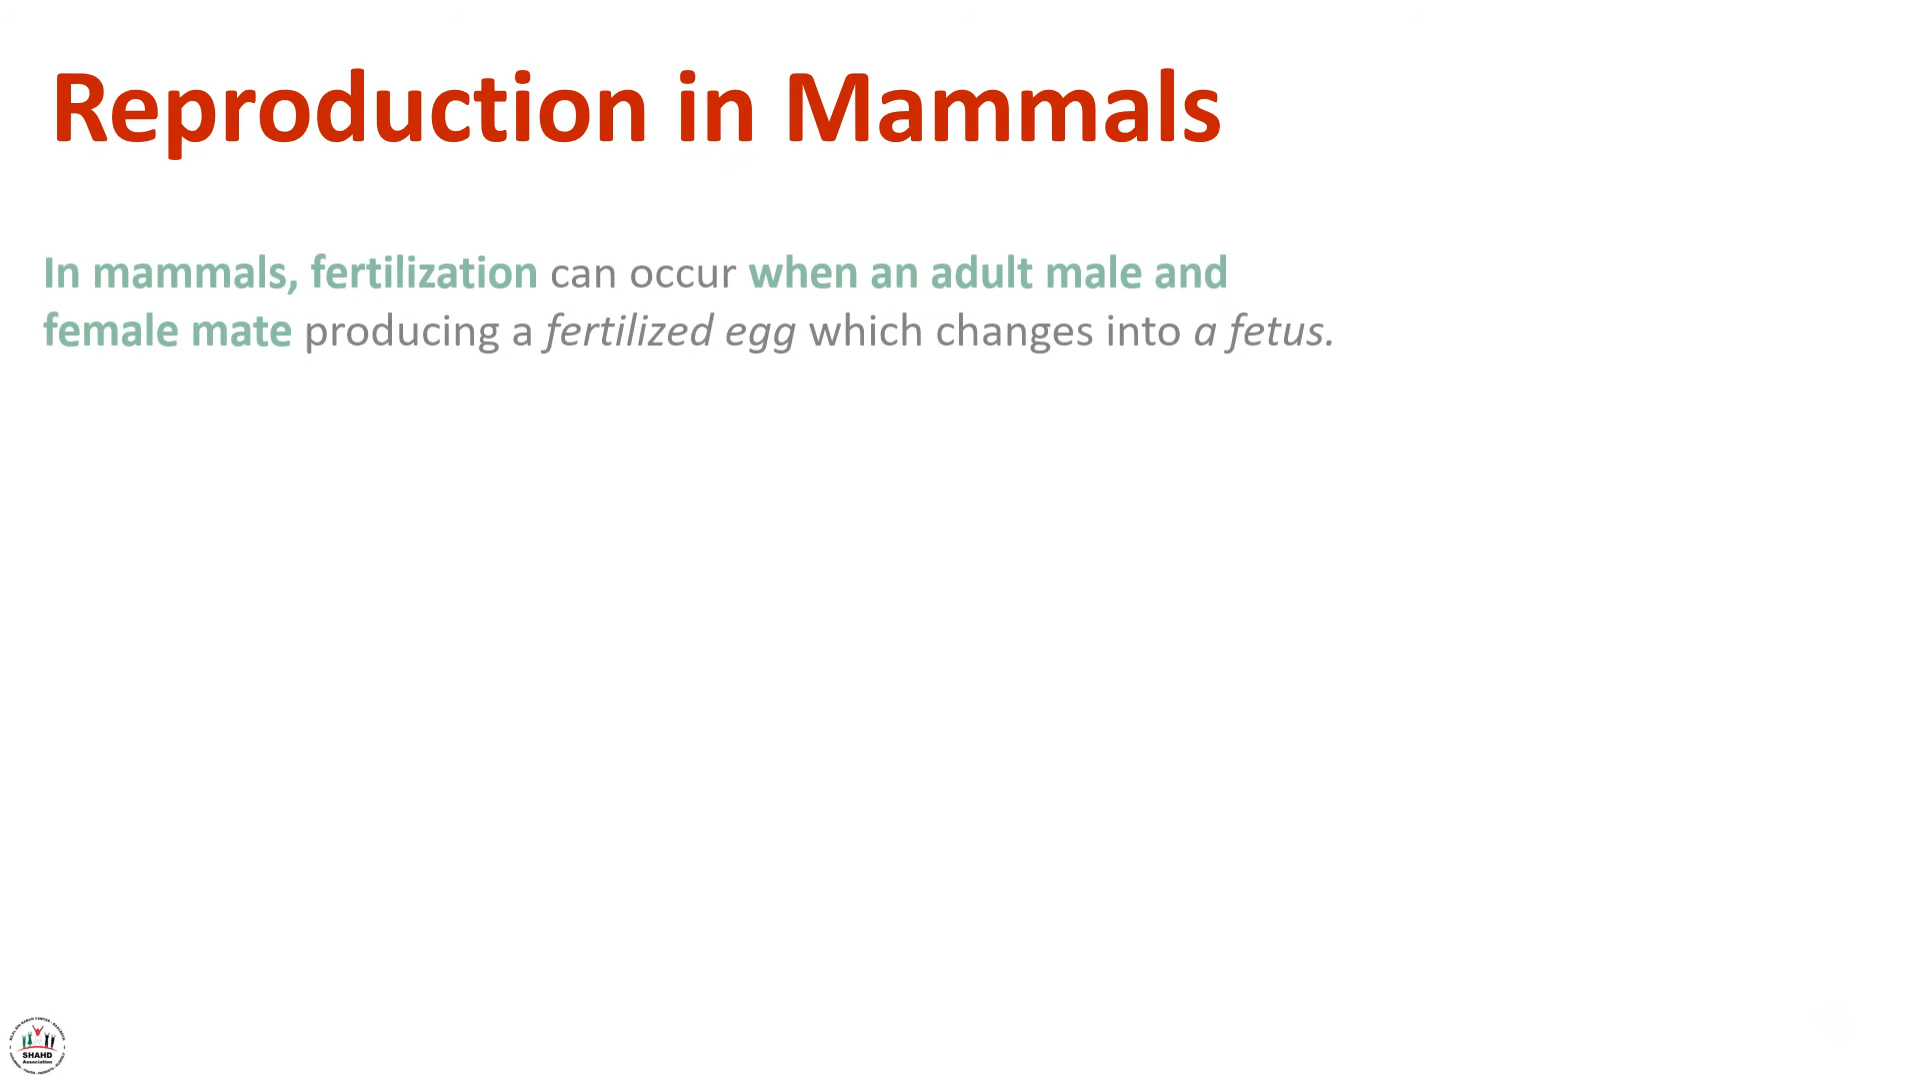 Reproduction in Mammals
In mammals, fertilization can occur when an adult male and
female mate producing a fertilized egg which changes into a fetus.
SHAHD
Association